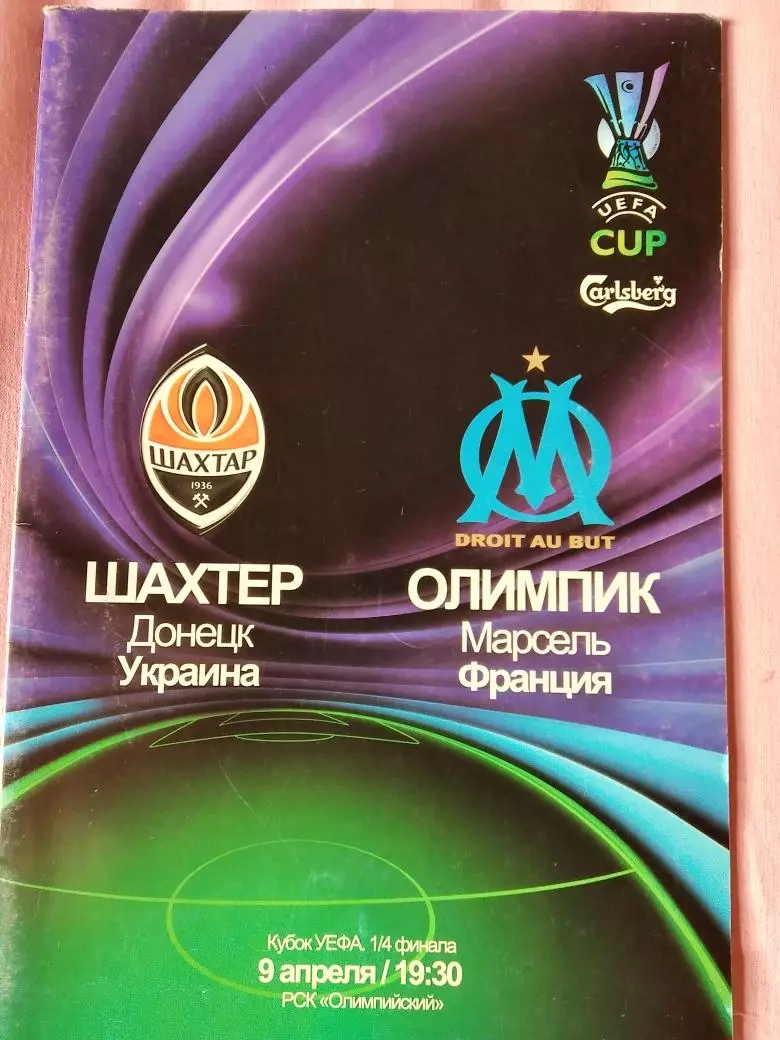 UEFA
CUP
Carlsberg
ШАХТАР
1936
DROIT AU BUT
ШАХТЕР
Донецк
Украина
ОЛИМПИК
Марсель
Франция
Кубок УЕФА. 1/4 финала
9 апреля / 19:30
РСК «Олимпийский»